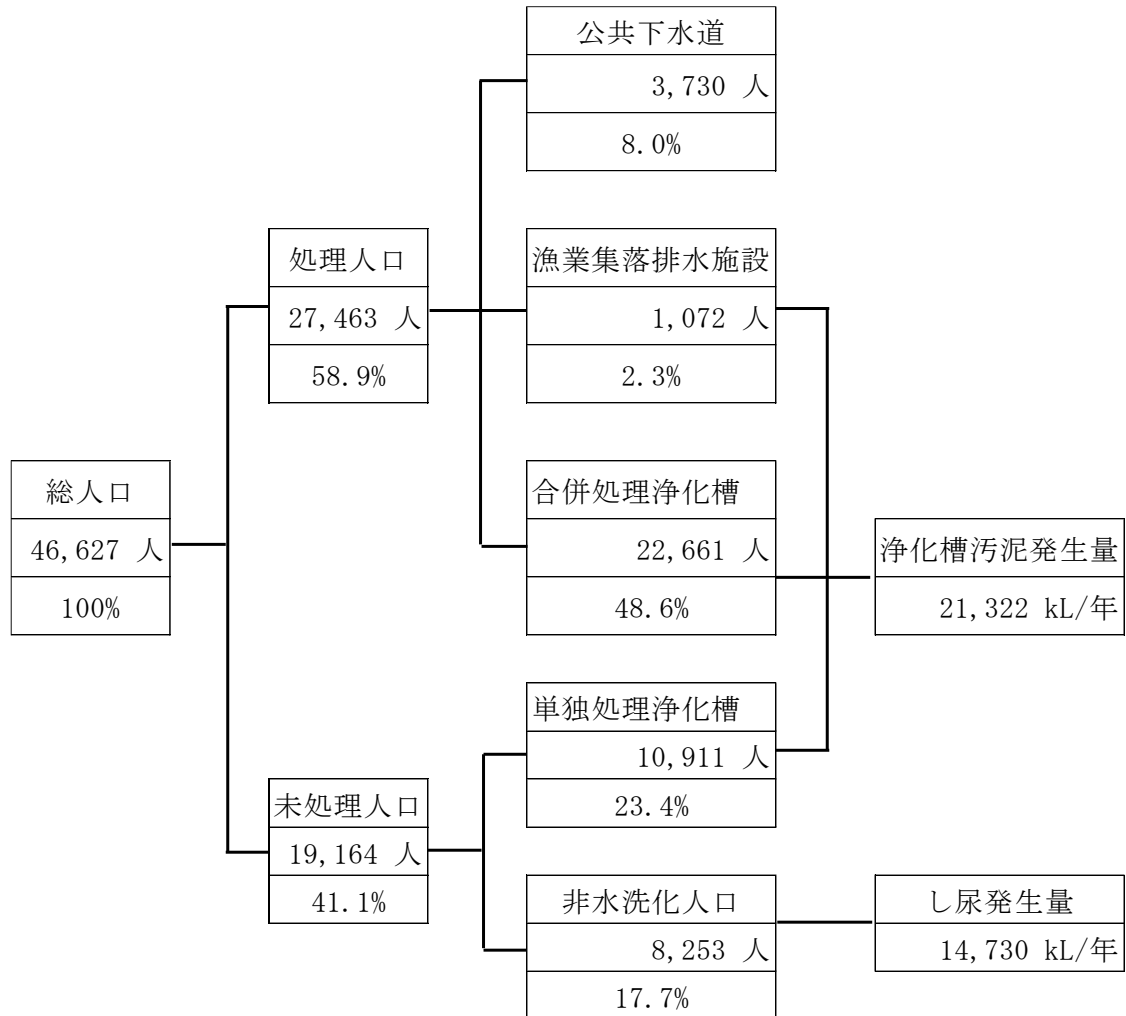 公共下水道
3,730 人
8.0%
処理人口
27,463 人
58.9%
漁業集落排水施設
1,072 人
2.3%
総人口
46,627 人
100%
合併処理浄化槽
22,661 人
48.6%
浄化槽汚泥発生量
21,322 kL/年
単独処理浄化槽
10,911 人
23.4%
未処理人口
19,164 人
41.1%
非水洗化人口
8,253 人
17.7%
し尿発生量
14,730 kL/年